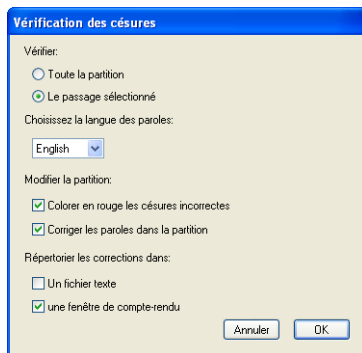 Vérification des césures
Vérifier:
Toute la partition
Le passage sélectionné
Choisissez la langue des paroles:
English
Modifier la partition:
Colorer en rouge les césures incorrectes
Corriger les paroles dans la partition
Répertorier les corrections dans:
Un fichier texte
une fenêtre de compte-rendu
Annuler OK